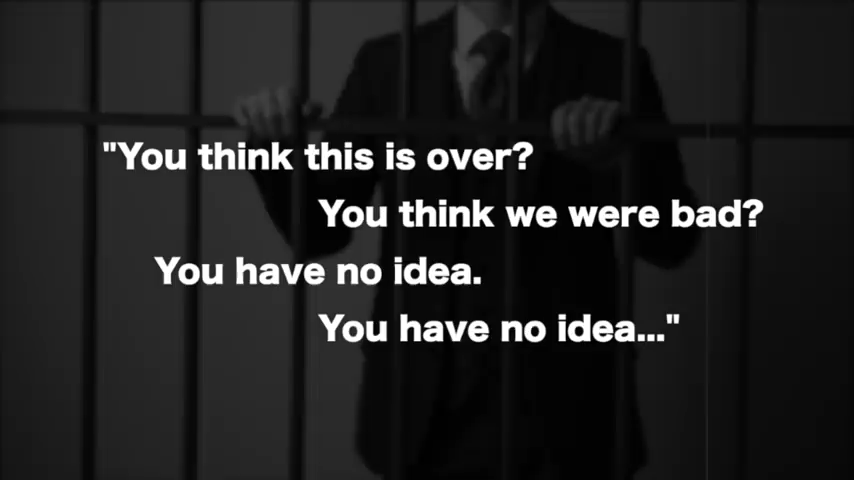 "You think this is over?
You think we were bad?
You have no idea.
You have no idea..."